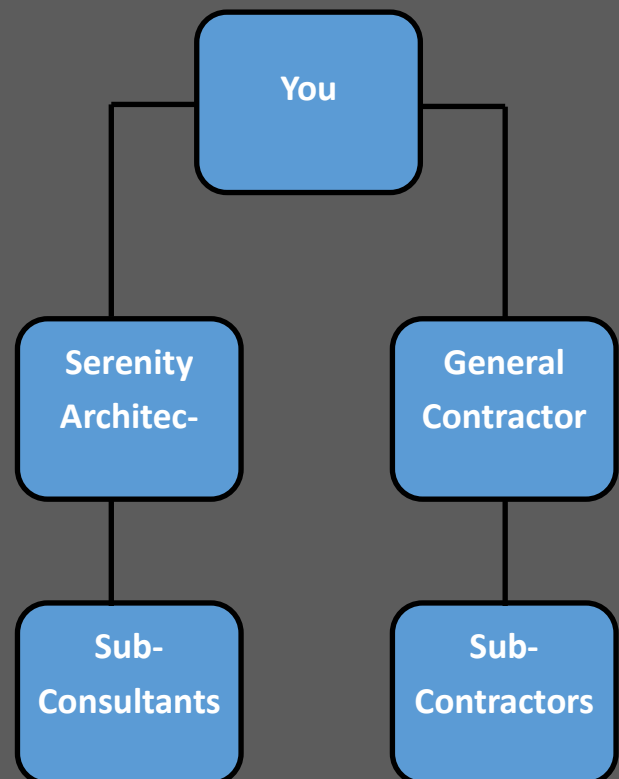 You
Serenity
Architec-
General
Contractor
Sub-
Consultants
Sub-
Contractors